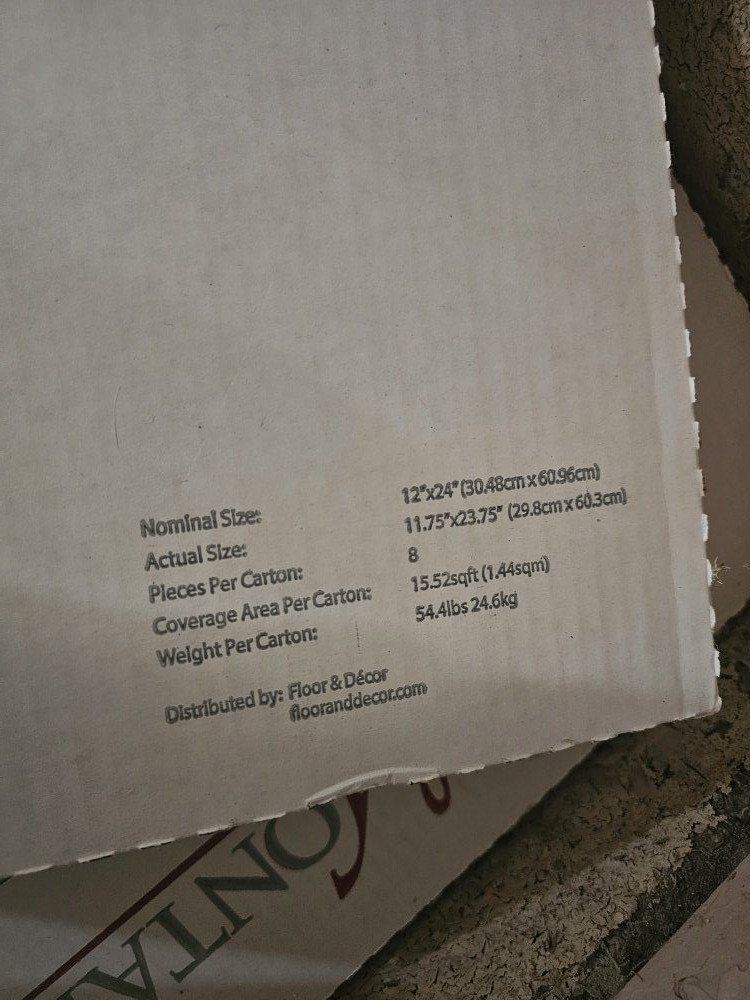 Nominal Size: 12"x24" (30.48cm x 60.96cm)
Actual Size: 11.75"x23.75" (29.8cm x 60.3cm)
Pieces Per Carton: 8
Coverage Area Per Carton: 15.52sqft (1.44sqm)
Weight Per Carton: 54.4lbs 24.6kg
Distributed by: Floor & Décor
flooranddecor.com